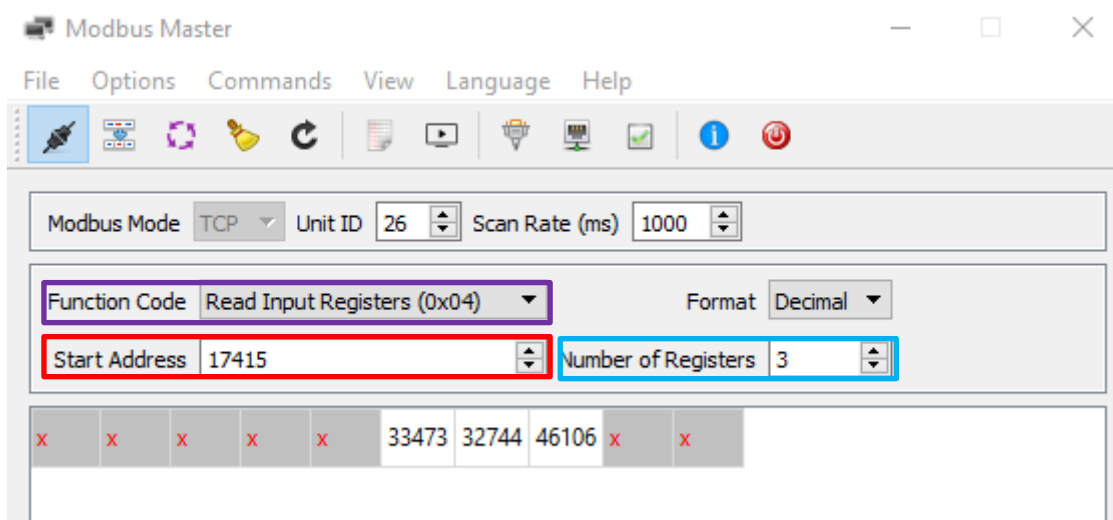 Modbus Master
File Options Commands View Language Help
Modbus Mode TCP Unit ID 26 Scan Rate (ms) 1000
Function Code Read Input Registers (0x04) Format Decimal
Start Address 17415 Number of Registers 3
x x x x x 33473 32744 46106 x x